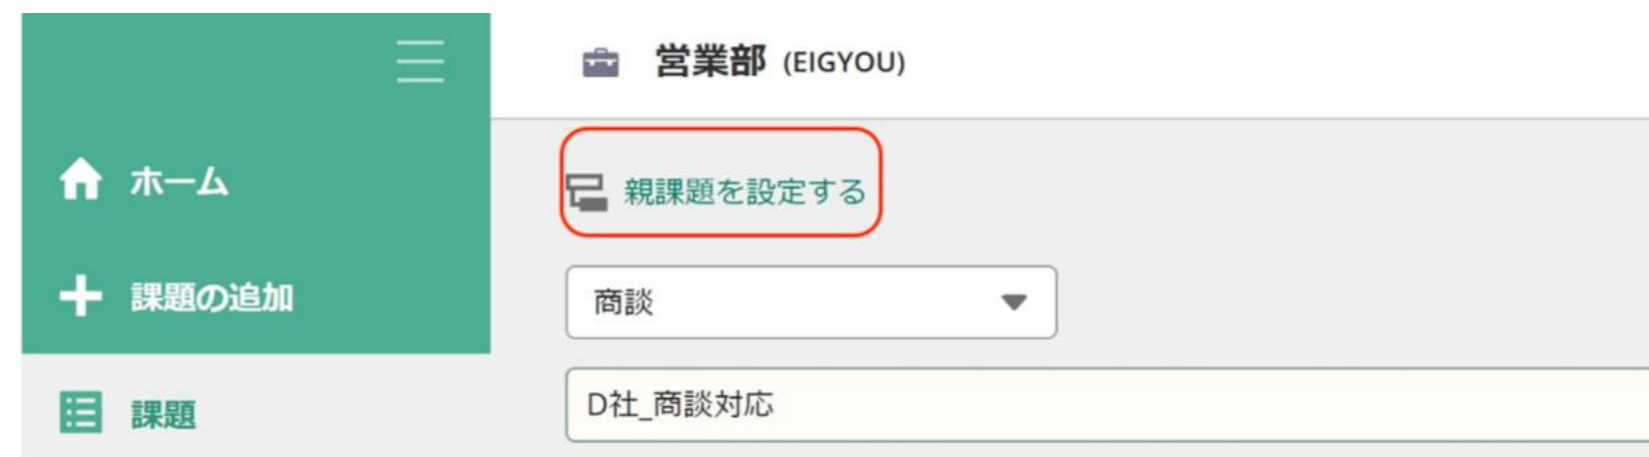 営業部 (EIGYOU)
ホーム
親課題を設定する
課題の追加
商談
課題
D社_商談対応